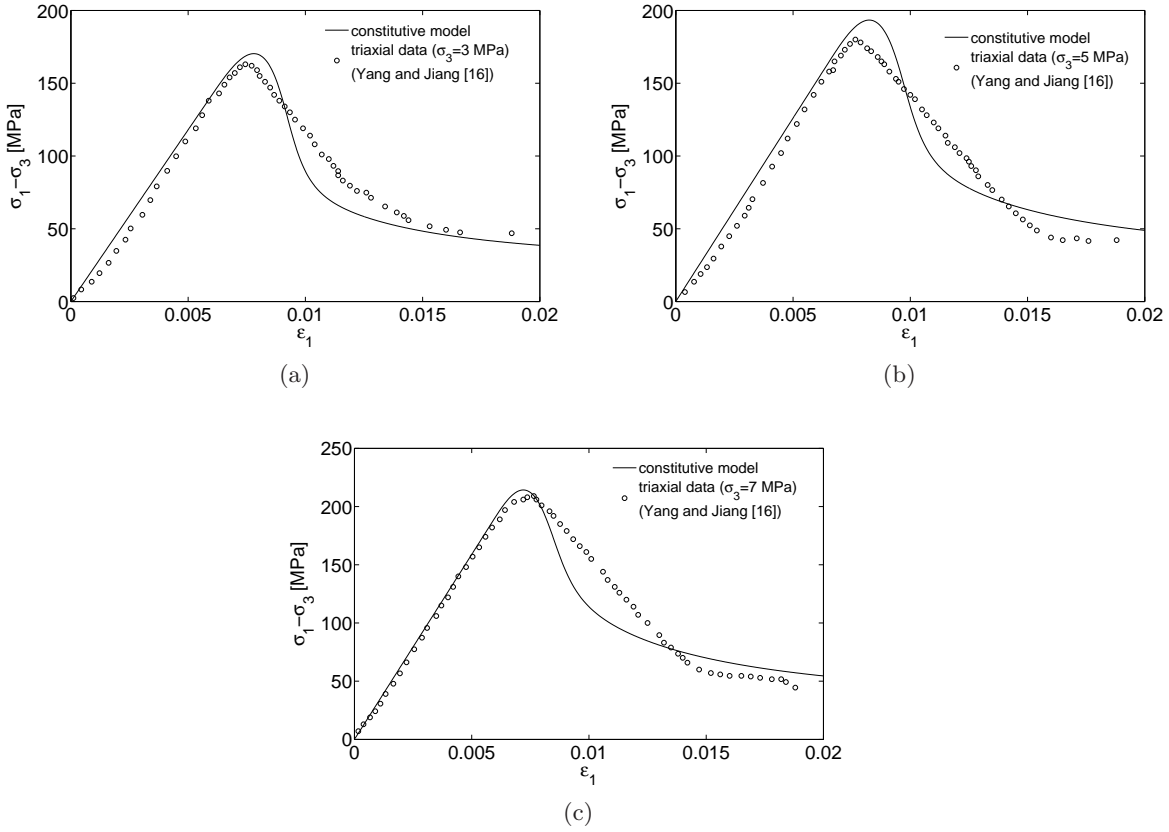 200
150
100
50
0
σ₁−σ₃ [MPa]
0
0.005
0.01
0.015
0.02
ε₁
constitutive model
triaxial data (σ₃=3 MPa)
(Yang and Jiang [16])
(a)
200
150
100
50
0
σ₁−σ₃ [MPa]
0
0.005
0.01
0.015
0.02
ε₁
constitutive model
triaxial data (σ₃=5 MPa)
(Yang and Jiang [16])
(b)
250
200
150
100
50
0
σ₁−σ₃ [MPa]
0
0.005
0.01
0.015
0.02
ε₁
constitutive model
triaxial data (σ₃=7 MPa)
(Yang and Jiang [16])
(c)